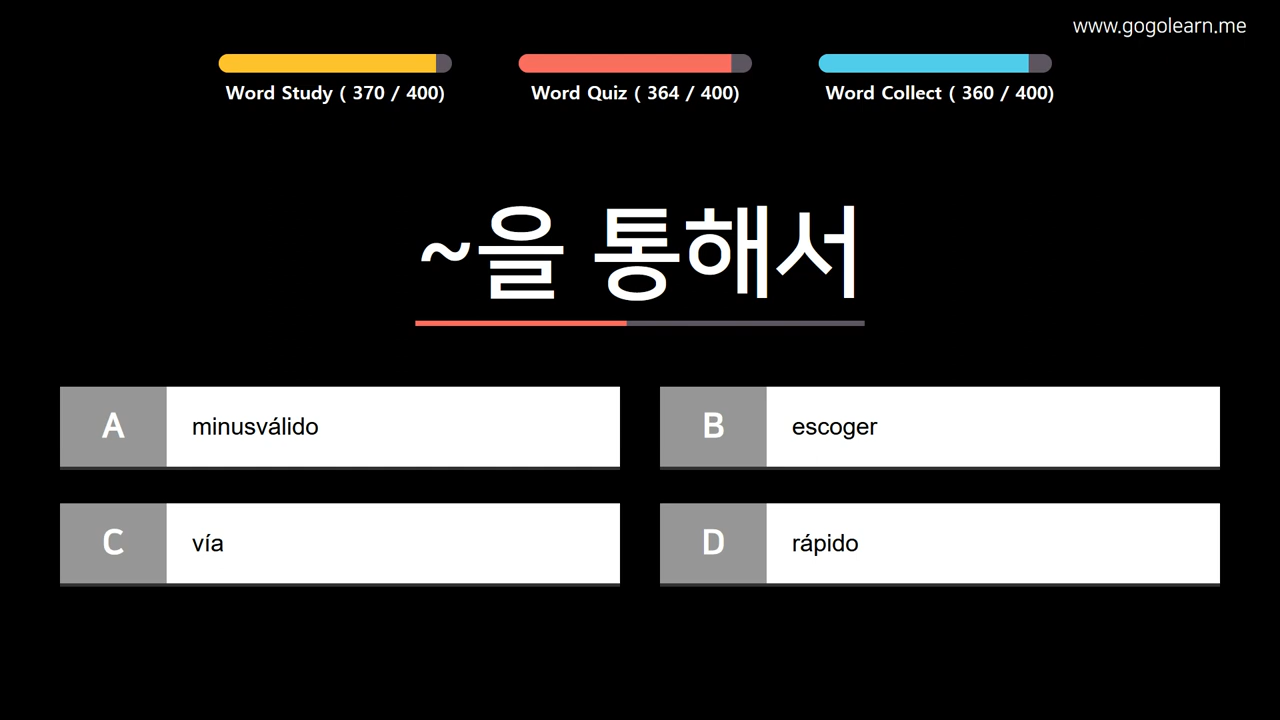 www.gogolearn.me
Word Study ( 370 / 400)
Word Quiz ( 364 / 400)
Word Collect ( 360 / 400)
~을 통해서
A
minusválido
B
escoger
C
vía
D
rápido